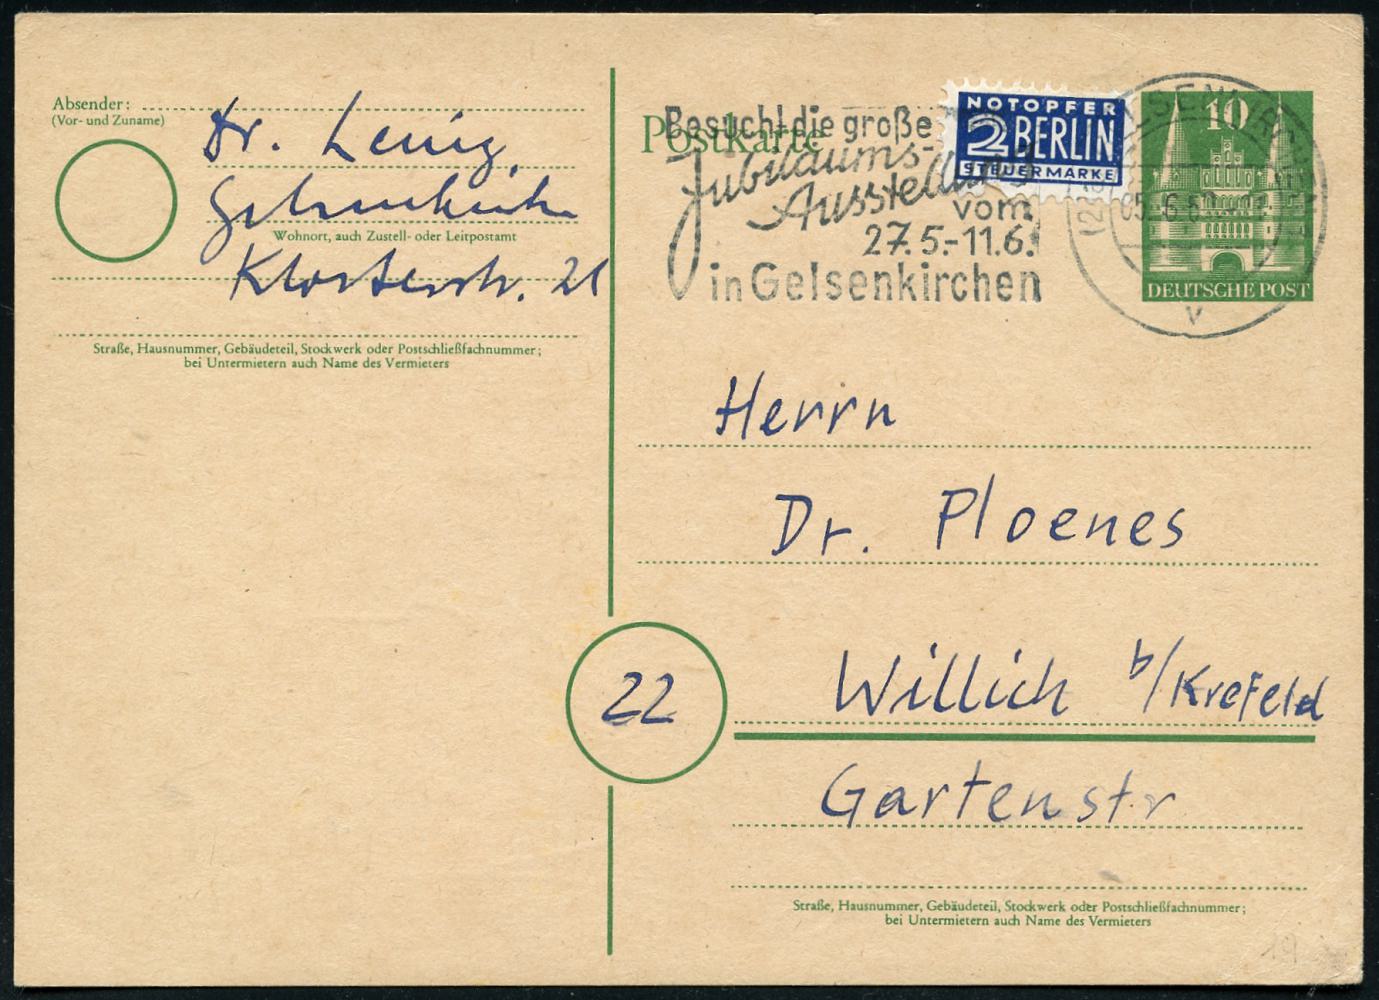 Absender:
(Vor- und Zuname)
Dr. Lenig,
Gelsenkirchen
Wohnort, auch Zustell- oder Leitpostamt
Klosterstr. 21
Straße, Hausnummer, Gebäudeteil, Stockwerk oder Postschließfachnummer;
bei Untermietern auch Name des Vermieters
Postkarte
Besucht die große
Jubiläums-
Ausstellung
vom
27.5.-11.6.
in Gelsenkirchen
NOTOPFER
2 BERLIN
STEUERMARKE
10
DEUTSCHE POST
V
Herrn
Dr. Ploenes
22
Willich b/Krefeld
Gartenstr
Straße, Hausnummer, Gebäudeteil, Stockwerk oder Postschließfachnummer;
bei Untermietern auch Name des Vermieters